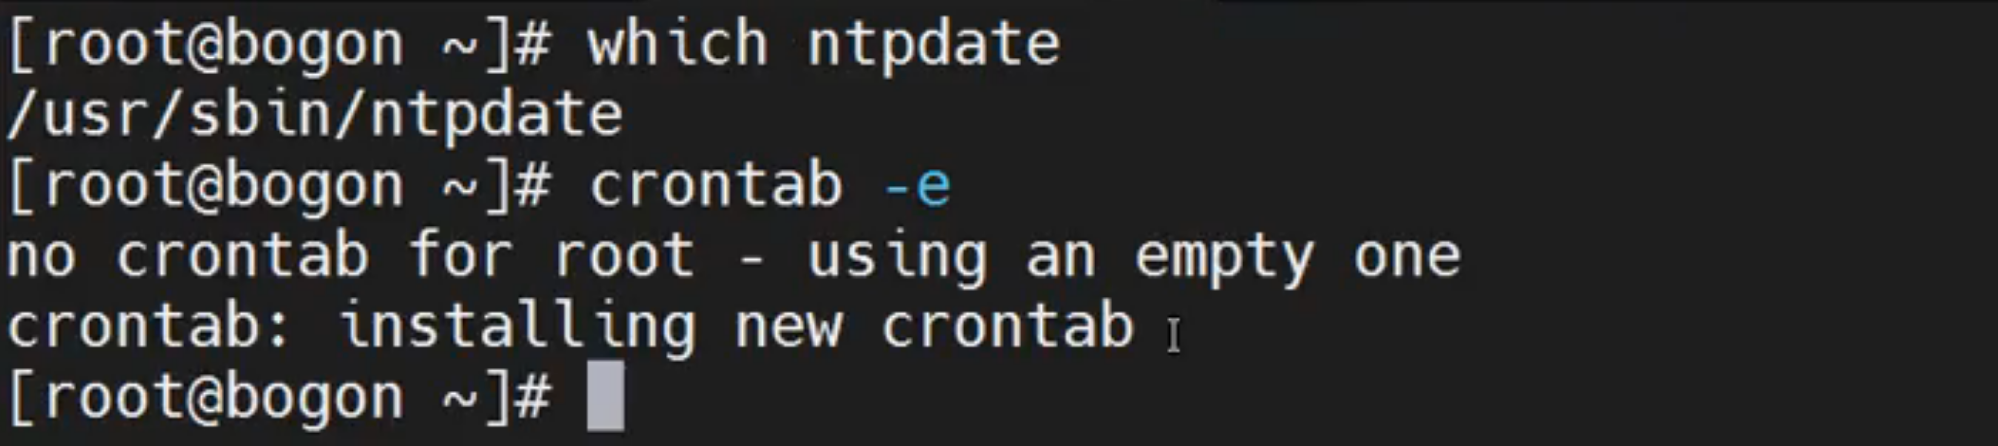 [root@bogon ~]# which ntpdate
/usr/sbin/ntpdate
[root@bogon ~]# crontab -e
no crontab for root - using an empty one
crontab: installing new crontab
[root@bogon ~]#